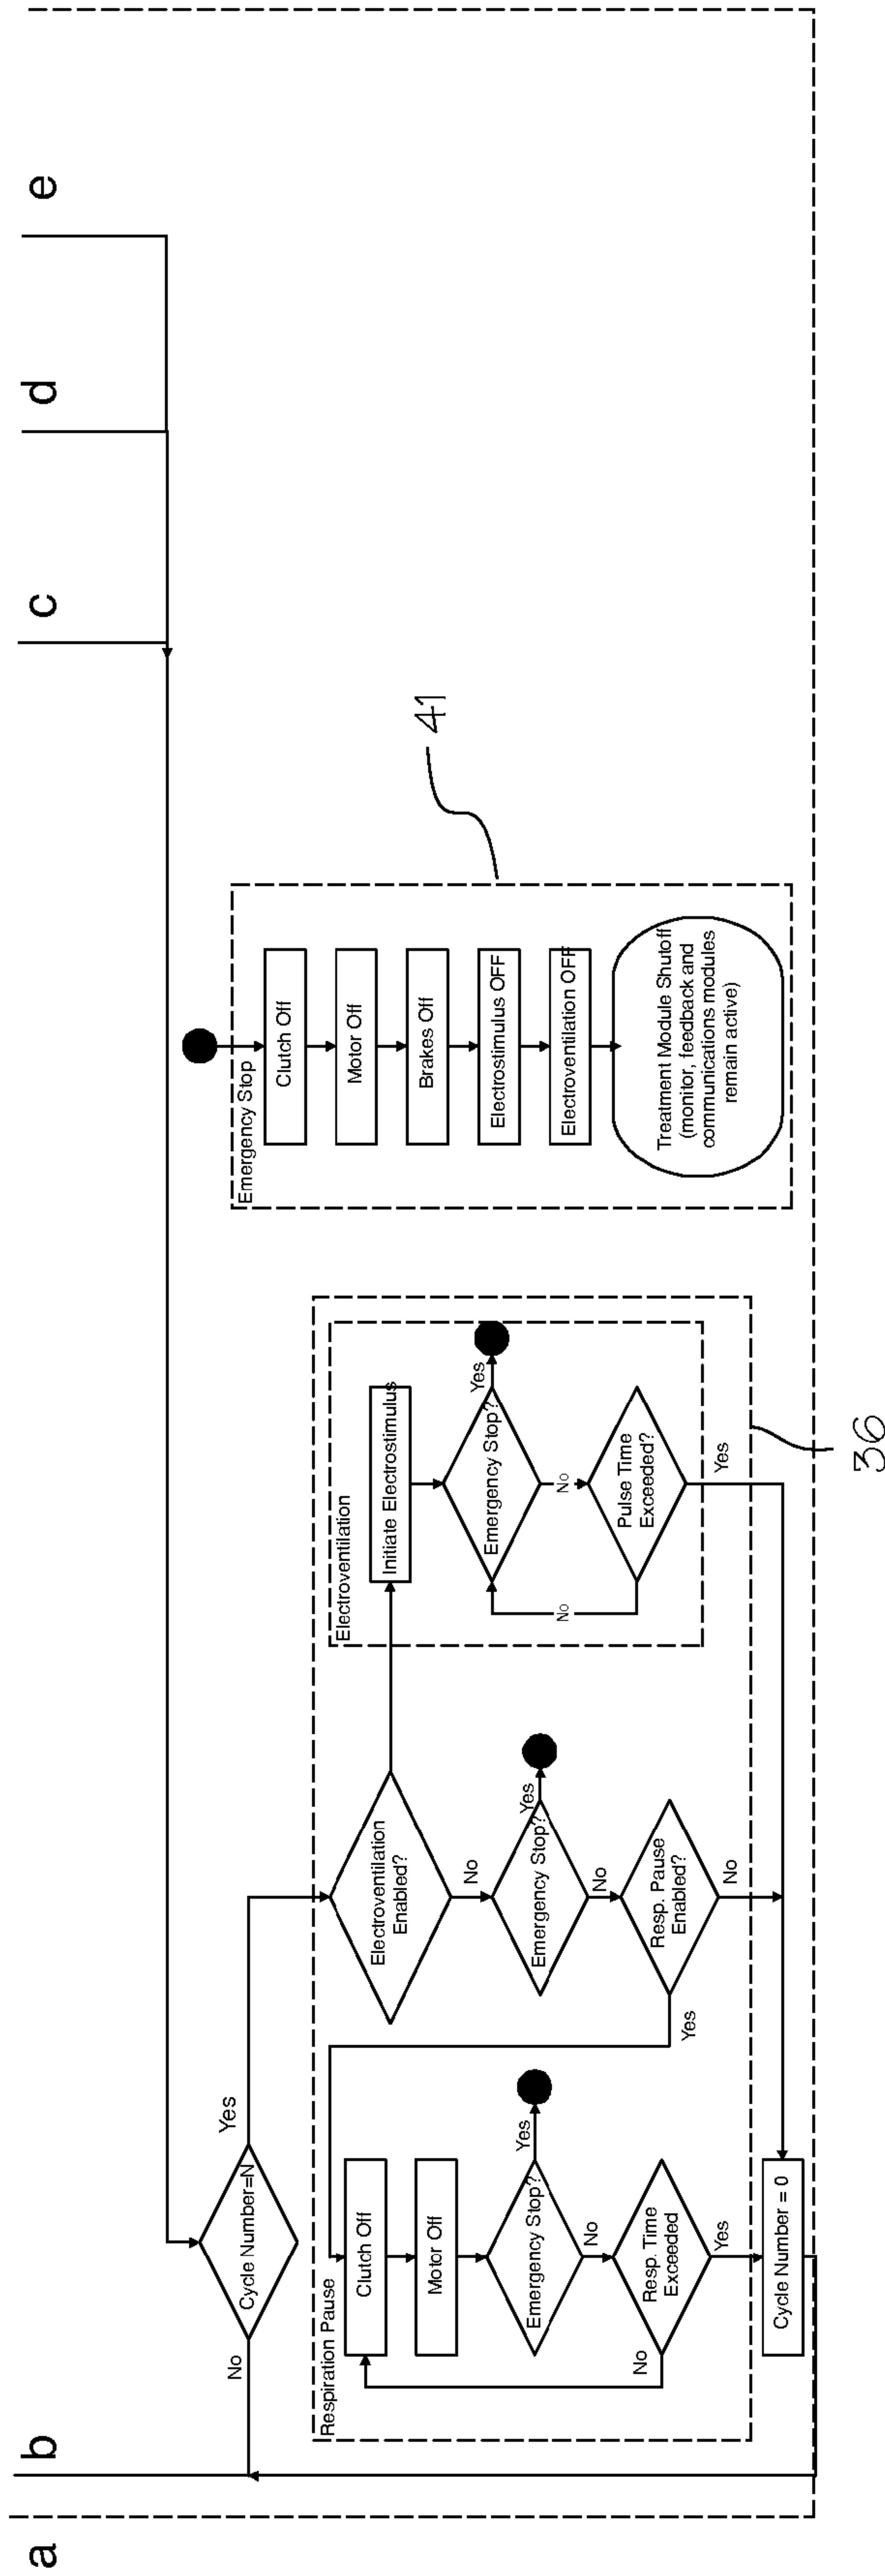 a
b
c
d
e
No
Cycle Number=N
Yes
Respiration Pause
Clutch Off
Motor Off
Emergency Stop?
Yes
No
Resp. Time
Exceeded
No
Yes
Cycle Number = 0
Electroventilation
Enabled?
No
Emergency Stop?
Yes
No
Resp. Pause
Enabled?
Yes
No
Electroventilation
Initiate Electrostimulus
Emergency Stop?
Yes
No
No
Pulse Time
Exceeded?
Yes
36
Emergency Stop
Clutch Off
Motor Off
Brakes Off
Electrostimulus OFF
Electroventilation OFF
Treatment Module Shutoff
(monitor, feedback and
communications modules
remain active)
41